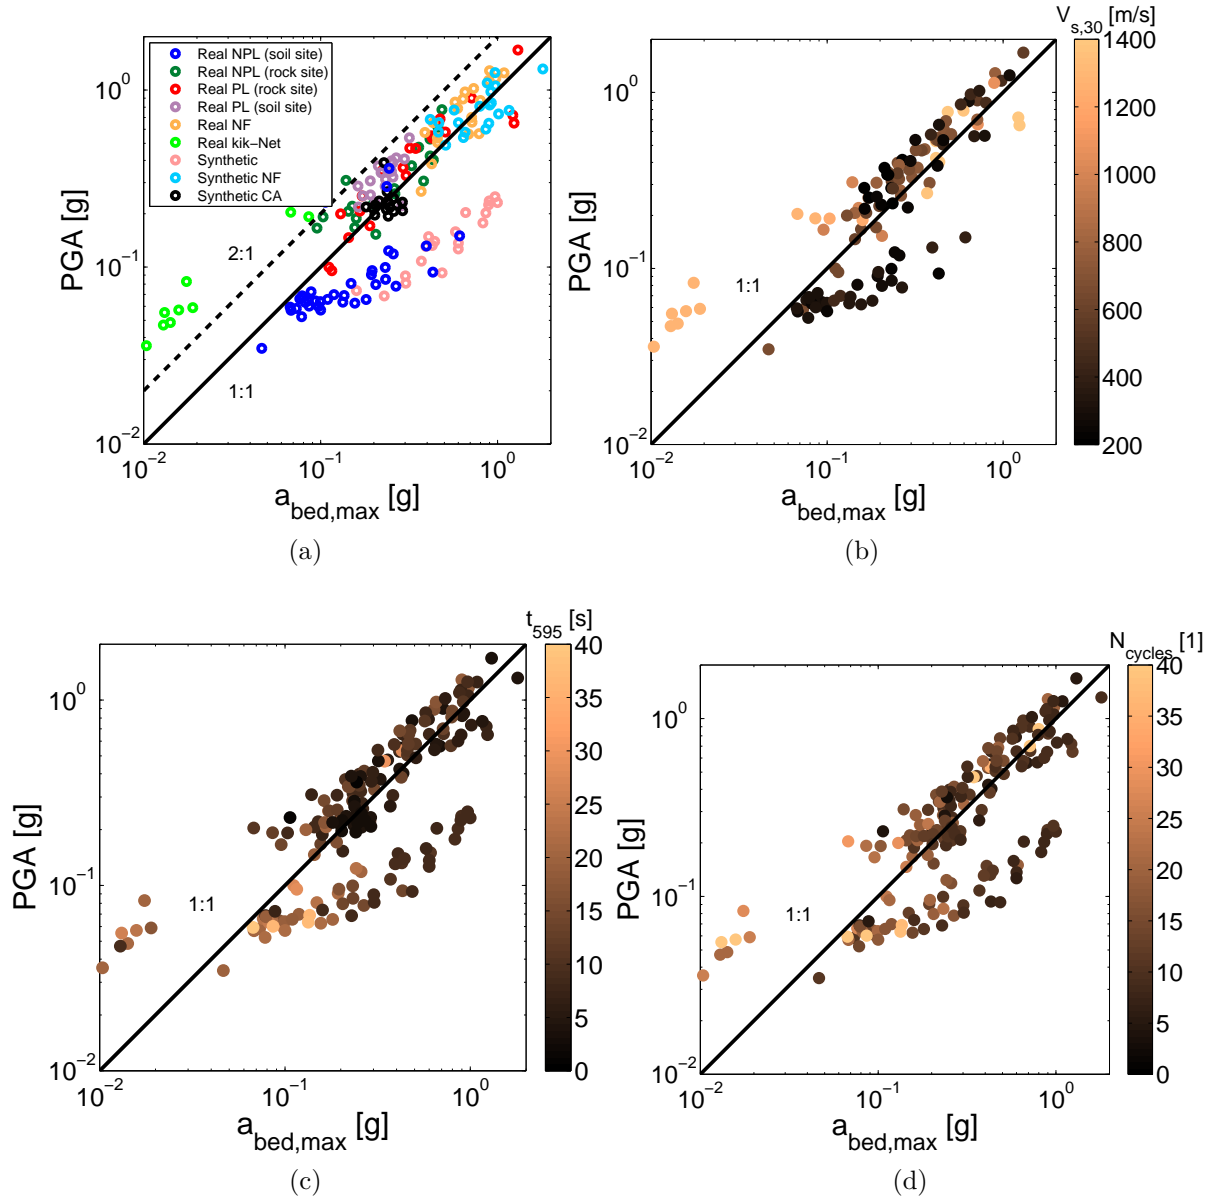 Real NPL (soil site)
Real NPL (rock site)
Real PL (rock site)
Real PL (soil site)
Real NF
Real kik−Net
Synthetic
Synthetic NF
Synthetic CA
2:1
1:1
10^0
10^−1
10^−2
PGA [g]
10^−2 10^−1 10^0
a_bed,max [g]
(a)
V_s,30 [m/s]
1400
1200
1000
800
600
400
200
1:1
10^0
10^−1
10^−2
PGA [g]
10^−2 10^−1 10^0
a_bed,max [g]
(b)
t_595 [s]
40
35
30
25
20
15
10
5
0
1:1
10^0
10^−1
10^−2
PGA [g]
10^−2 10^−1 10^0
a_bed,max [g]
(c)
N_cycles [1]
40
35
30
25
20
15
10
5
0
1:1
10^0
10^−1
10^−2
PGA [g]
10^−2 10^−1 10^0
a_bed,max [g]
(d)